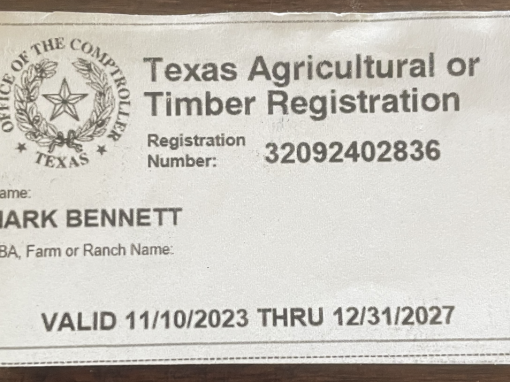 OFFICE OF THE COMPTROLLER
TEXAS
Texas Agricultural or
Timber Registration
Registration
Number: 32092402836
ame:
ARK BENNETT
BA, Farm or Ranch Name:
VALID 11/10/2023 THRU 12/31/2027